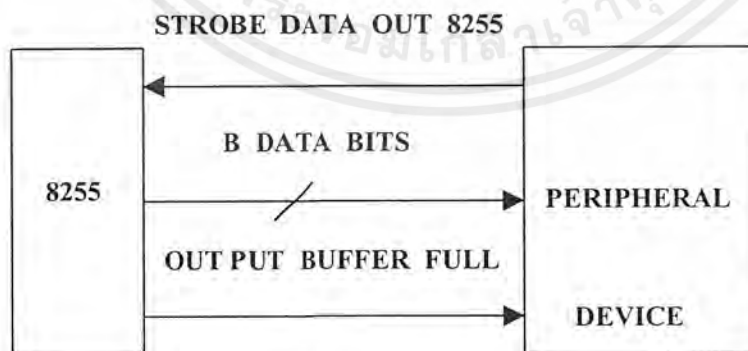 STROBE DATA OUT 8255
B DATA BITS
8255
PERIPHERAL
OUT PUT BUFFER FULL
DEVICE